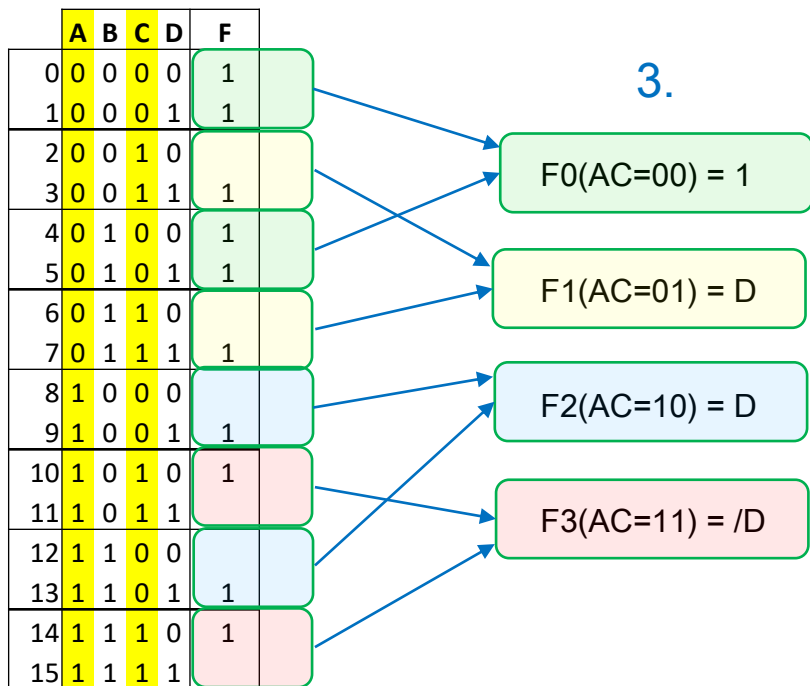 A B C D F
0 0 0 0 0 1
1 0 0 0 1 1
2 0 0 1 0
3 0 0 1 1 1
4 0 1 0 0 1
5 0 1 0 1 1
6 0 1 1 0
7 0 1 1 1 1
8 1 0 0 0
9 1 0 0 1 1
10 1 0 1 0 1
11 1 0 1 1
12 1 1 0 0
13 1 1 0 1 1
14 1 1 1 0 1
15 1 1 1 1
3.
F0(AC=00) = 1
F1(AC=01) = D
F2(AC=10) = D
F3(AC=11) = /D